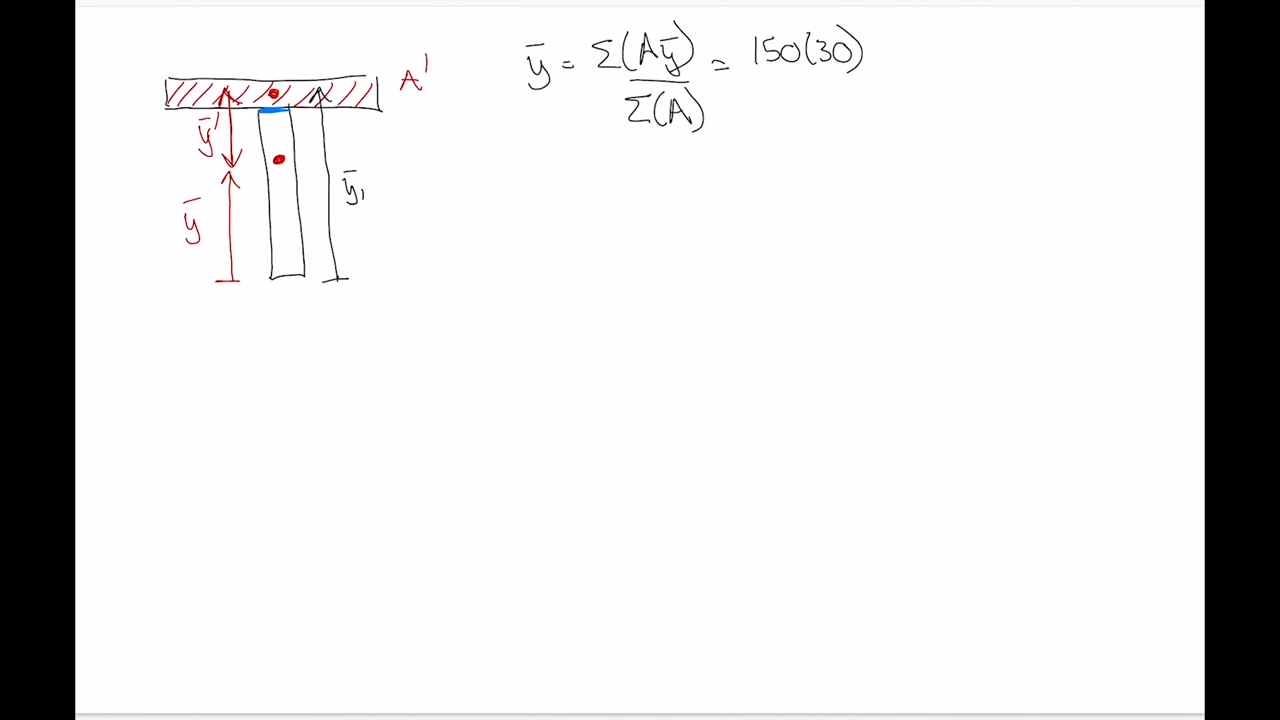 ȳ = Σ(Aȳ) / Σ(A) = 150(30)
A'
ȳ'
ȳ₁
ȳ